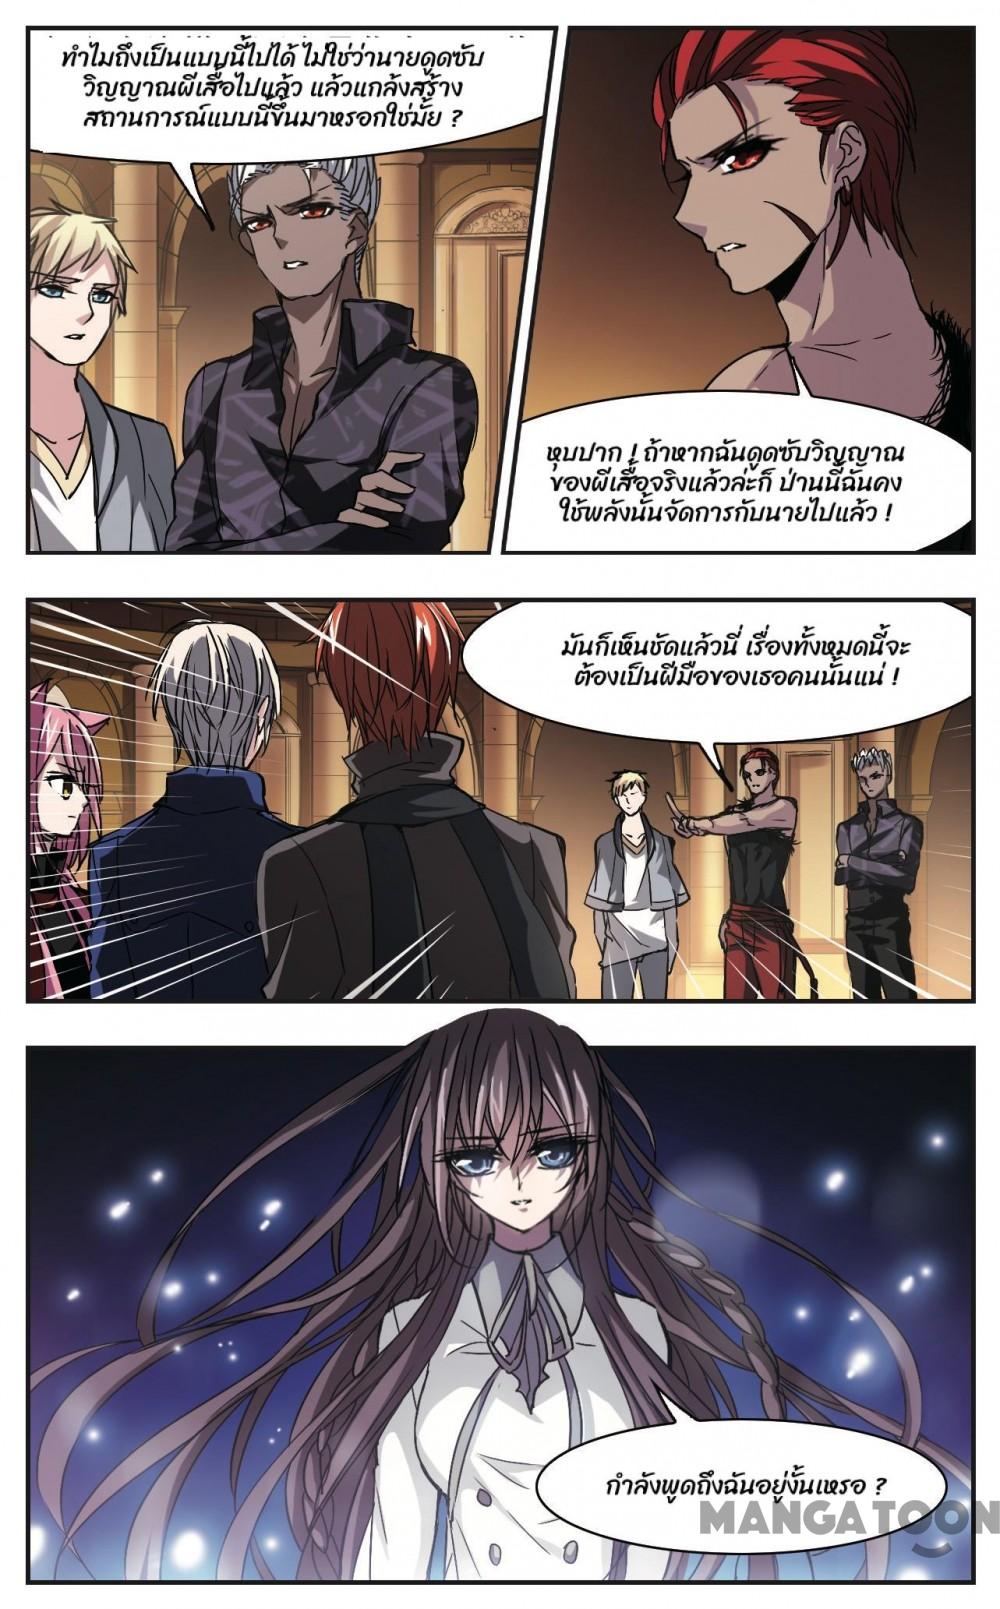 ทำไมถึงเป็นแบบนี้ไปได้ ไม่ใช่ว่านายดูดซับ
วิญญาณผีเสื้อไปแล้ว แล้วแกล้งสร้าง
สถานการณ์แบบนี้ขึ้นมาหรอกใช่มั้ย ?
หุบปาก ! ถ้าหากฉันดูดซับวิญญาณ
ของผีเสื้อจริงแล้วล่ะก็ ป่านนี้ฉันคง
ใช้พลังนั้นจัดการกับนายไปแล้ว !
มันก็เห็นชัดแล้วนี่ เรื่องทั้งหมดนี้จะ
ต้องเป็นฝีมือของเธอคนนั้นแน่ !
กำลังพูดถึงฉันอยู่งั้นเหรอ ?
MANGATOON